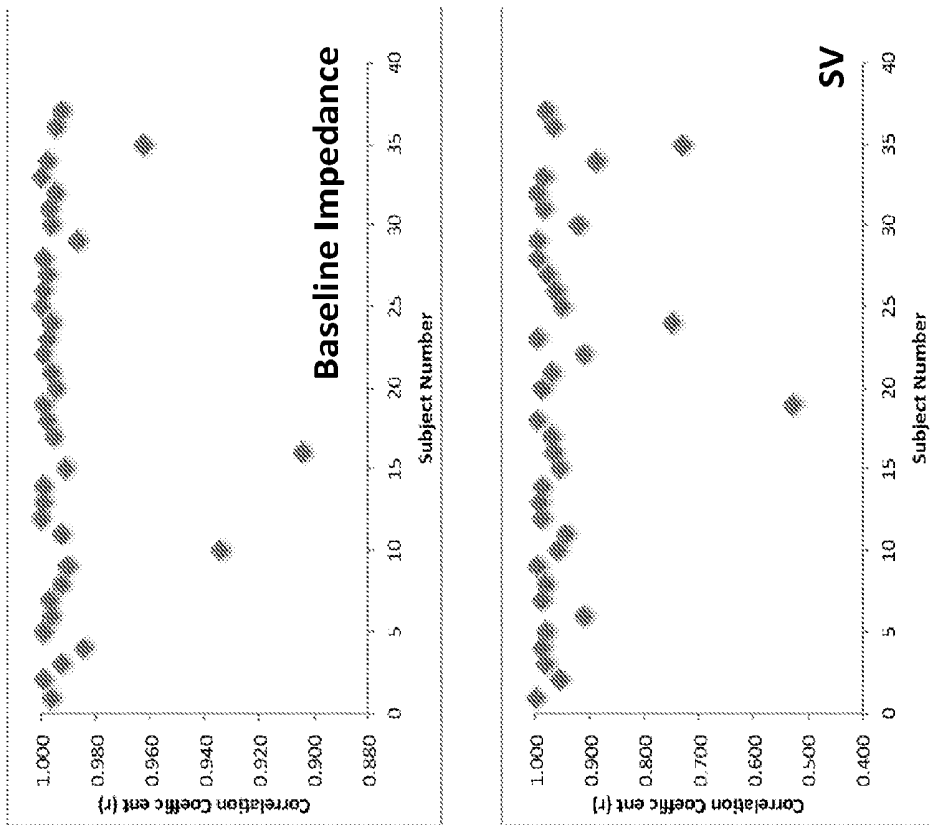 Baseline Impedance
Correlation Coeffic ent (r)
1.000
0.980
0.960
0.940
0.920
0.900
0.880
0 5 10 15 20 25 30 35 40
Subject Number
SV
Correlation Coeffic ent (r)
1.000
0.900
0.800
0.700
0.600
0.500
0.400
0 5 10 15 20 25 30 35 40
Subject Number